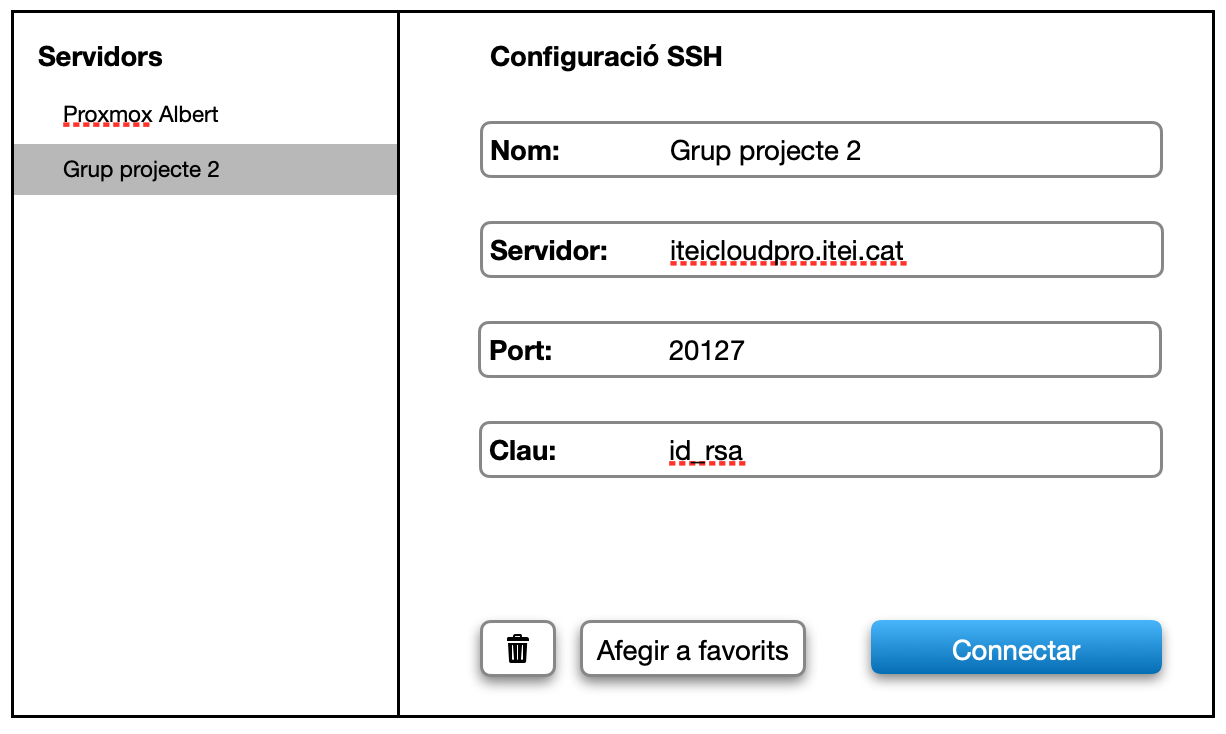 Servidors
Proxmox Albert
Grup projecte 2
Configuració SSH
Nom: Grup projecte 2
Servidor: iteicloudpro.itei.cat
Port: 20127
Clau: id_rsa
Afegir a favorits
Connectar